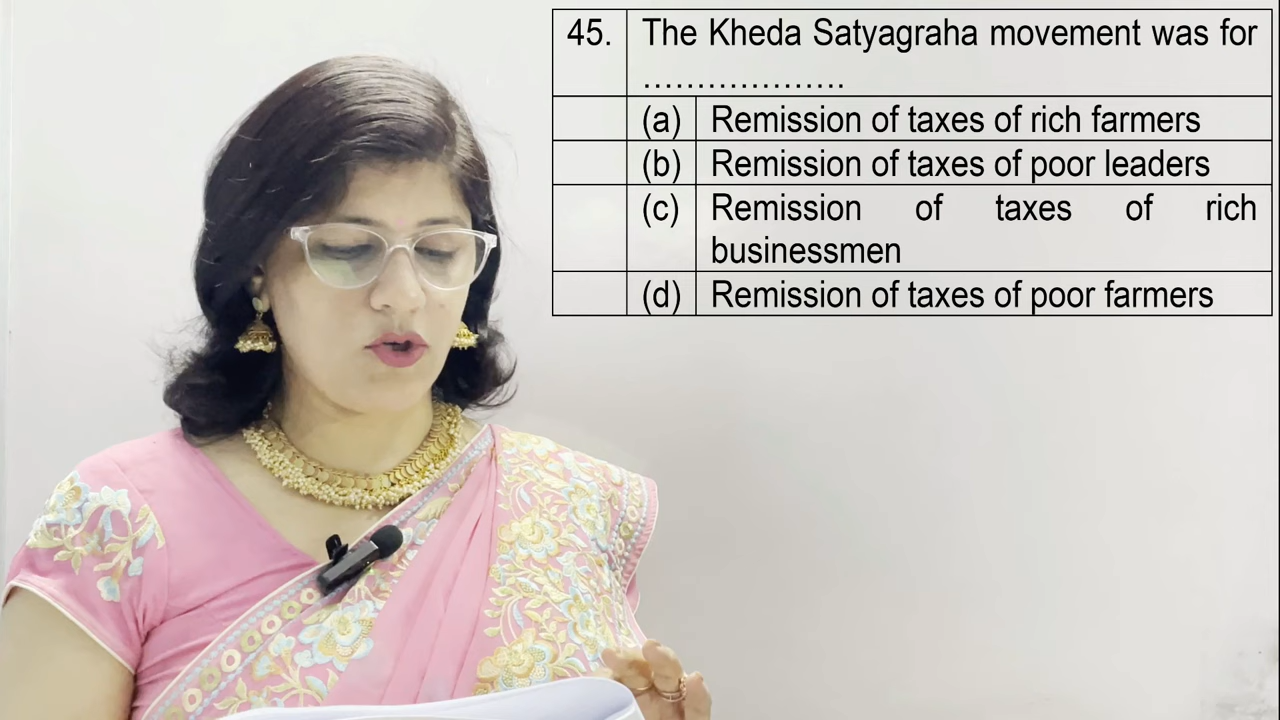 45. The Kheda Satyagraha movement was for
...................
(a) Remission of taxes of rich farmers
(b) Remission of taxes of poor leaders
(c) Remission of taxes of rich
businessmen
(d) Remission of taxes of poor farmers